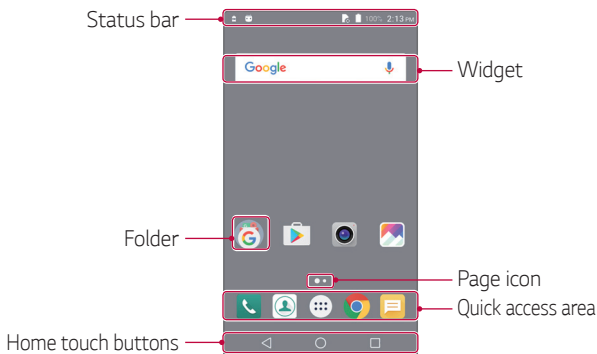 Status bar
100% 2:13 PM
Google
Widget
Folder
Page icon
Quick access area
Home touch buttons